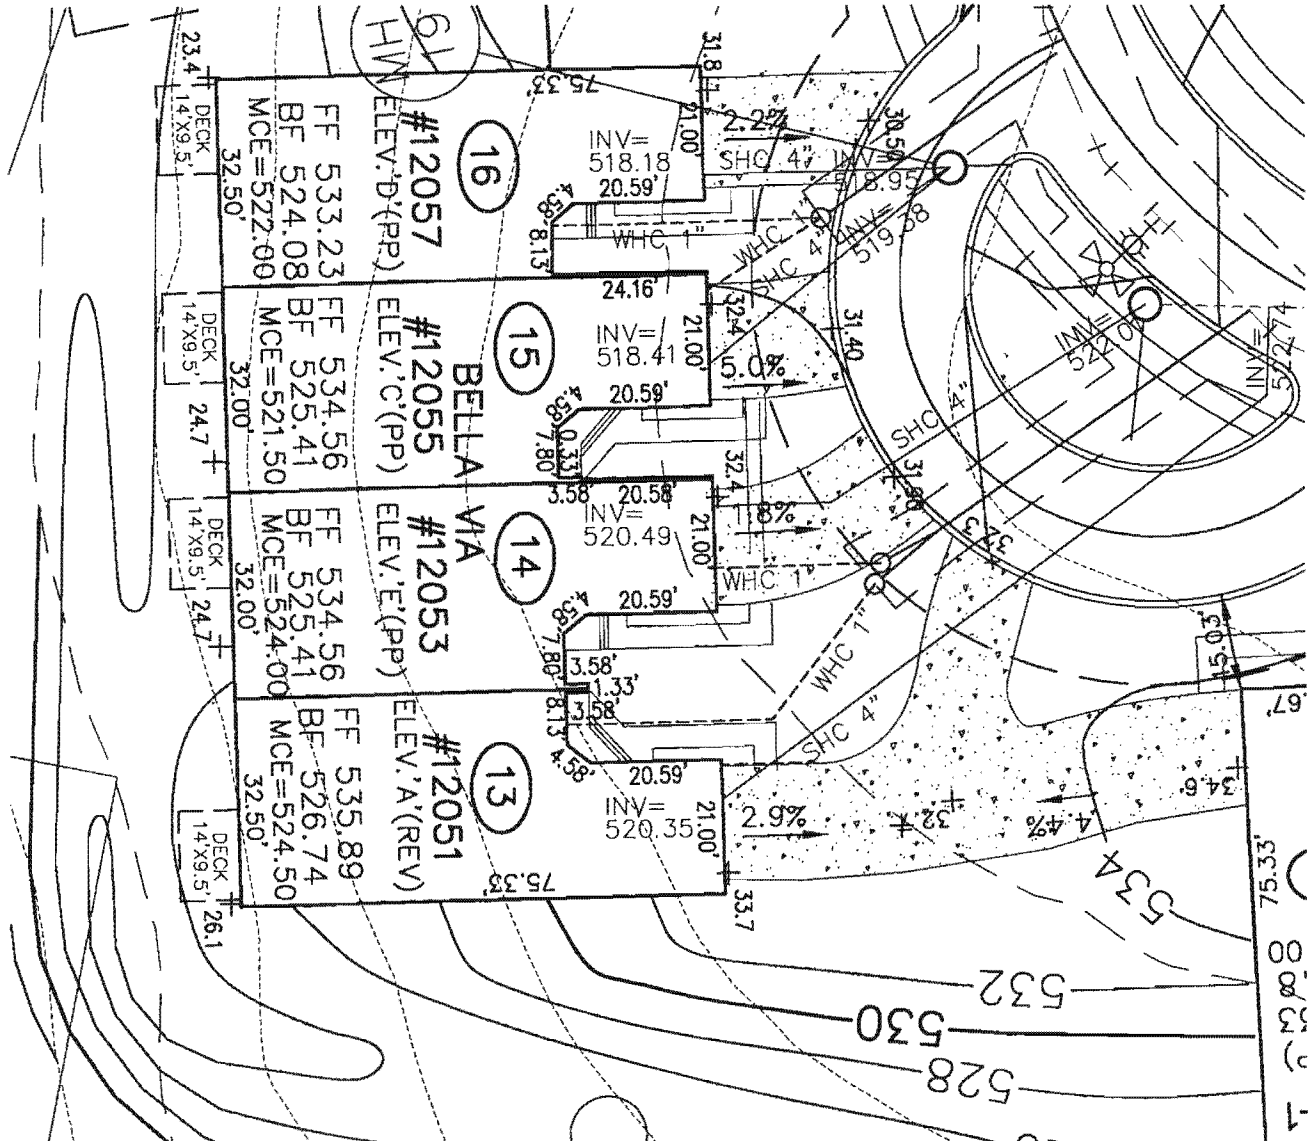 23.4
DECK
14'X9.5'
MCE=522.00
BF 524.08
FF 533.23
ELEV.'D'(PP)
#12057
16
32.50'
75.33'
31.8
21.00'
INV=
518.18
20.59'
4.58'
8.13'
WHC 1"
2.2%
SHC 4"
INV=
518.95
30.50
WHC 1"
SHC 4"
INV=
519.38
DECK
14'X9.5'
MCE=521.50
BF 525.41
FF 534.56
ELEV.'C'(PP)
#12055
15
32.00'
24.7
24.16'
32.4
21.00'
INV=
518.41
20.59'
4.58'
0.33'
7.80'
5.0%
31.40
BELLA VIA
DECK
14'X9.5'
MCE=524.00
BF 525.41
FF 534.56
ELEV.'E'(PP)
#12053
14
32.00'
24.7
3.58'
20.58'
32.4
21.00'
INV=
520.49
20.59'
4.58'
7.80'
3.58'
1.33'
1.8%
WHC 1"
31.90
SHC 4"
32.3
INV=
INV=
522.74
DECK
14'X9.5'
MCE=524.50
BF 526.74
FF 535.89
ELEV.'A'(REV)
#12051
13
32.50'
26.1
3.58'
8.13'
4.58'
20.59'
INV=
520.35
21.00'
75.33'
33.7
2.6%
WHC 1"
SHC 4"
4.4%
34.6
15.03'
75.33'
534
532
530
528